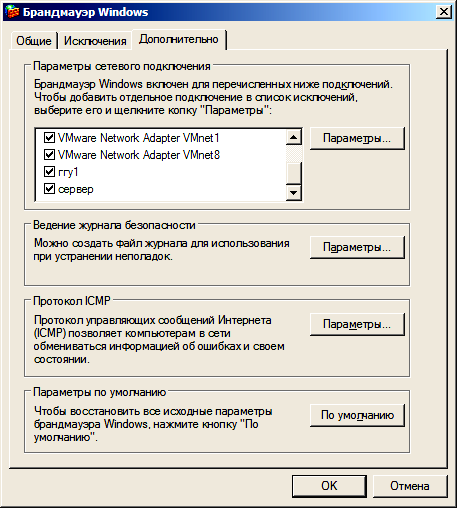 Брандмауэр Windows
Общие Исключения Дополнительно
Параметры сетевого подключения
Брандмауэр Windows включен для перечисленных ниже подключений.
Чтобы добавить отдельное подключение в список исключений,
выберите его и щелкните копку "Параметры":
VMware Network Adapter VMnet1
VMware Network Adapter VMnet8
ггу1
сервер
Параметры...
Ведение журнала безопасности
Можно создать файл журнала для использования
при устранении неполадок.
Параметры...
Протокол ICMP
Протокол управляющих сообщений Интернета
(ICMP) позволяет компьютерам в сети
обмениваться информацией об ошибках и своем
состоянии.
Параметры...
Параметры по умолчанию
Чтобы восстановить все исходные параметры
брандмауэра Windows, нажмите кнопку "По
умолчанию".
По умолчанию
OK Отмена